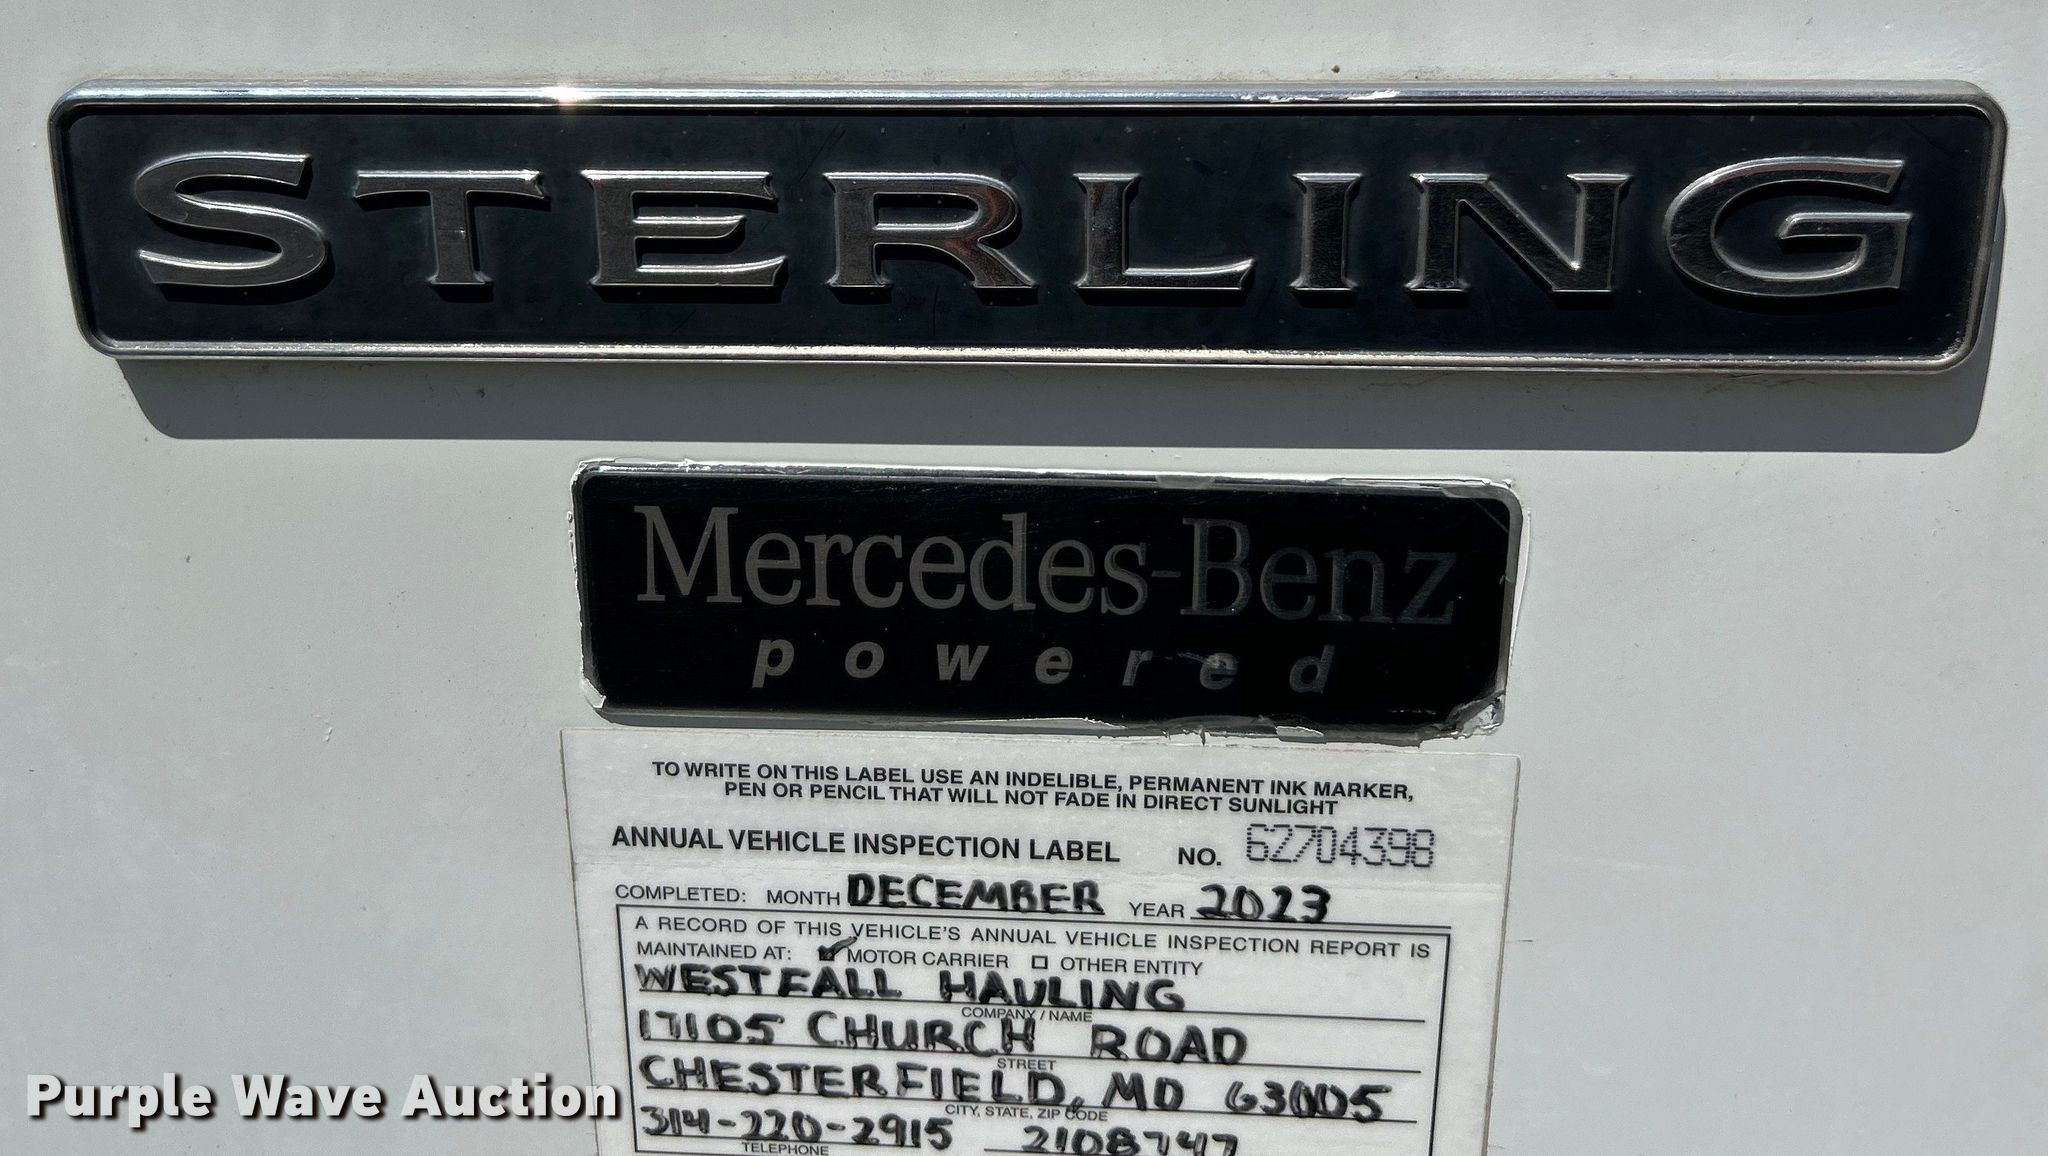 STERLING
Mercedes-Benz
powered
TO WRITE ON THIS LABEL USE AN INDELIBLE, PERMANENT INK MARKER,
PEN OR PENCIL THAT WILL NOT FADE IN DIRECT SUNLIGHT
ANNUAL VEHICLE INSPECTION LABEL NO. 62704398
COMPLETED: MONTH DECEMBER YEAR 2023
A RECORD OF THIS VEHICLE'S ANNUAL VEHICLE INSPECTION REPORT IS
MAINTAINED AT: MOTOR CARRIER OTHER ENTITY
WESTFALL HAULING
COMPANY / NAME
17105 CHURCH ROAD
STREET
CHESTERFIELD, MO 63005
CITY, STATE, ZIP CODE
314-220-2915 2108747
TELEPHONE
Purple Wave Auction